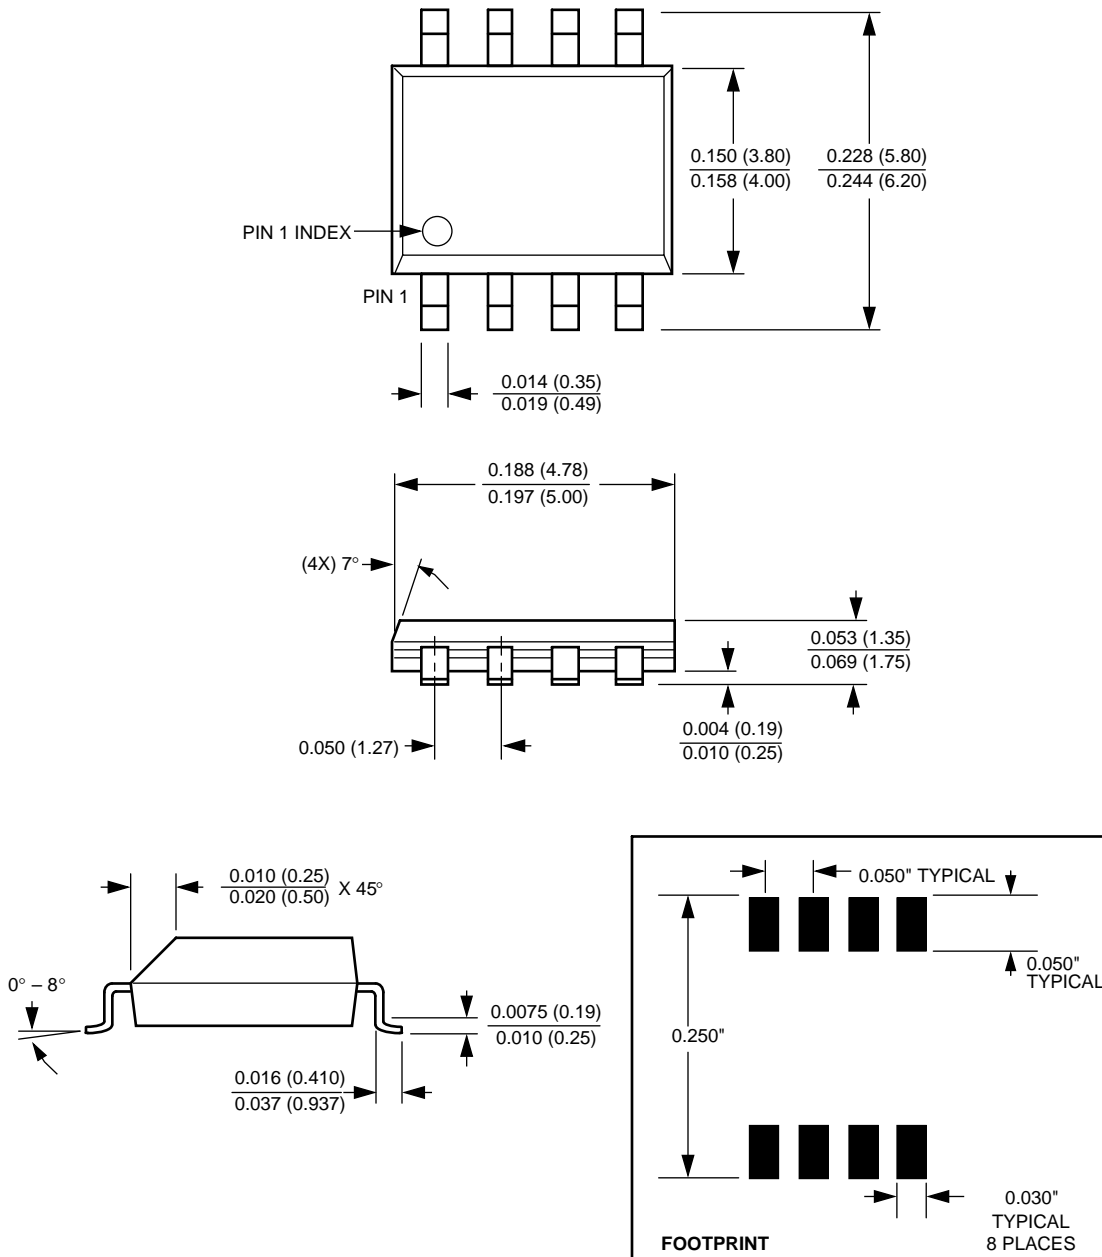 0.150 (3.80)
0.158 (4.00)
0.228 (5.80)
0.244 (6.20)
PIN 1 INDEX
PIN 1
0.014 (0.35)
0.019 (0.49)
0.188 (4.78)
0.197 (5.00)
(4X) 7°
0.053 (1.35)
0.069 (1.75)
0.004 (0.19)
0.010 (0.25)
0.050 (1.27)
0.010 (0.25)
0.020 (0.50)
X 45°
0° – 8°
0.0075 (0.19)
0.010 (0.25)
0.016 (0.410)
0.037 (0.937)
0.050" TYPICAL
0.050"
TYPICAL
0.250"
0.030"
TYPICAL
8 PLACES
FOOTPRINT